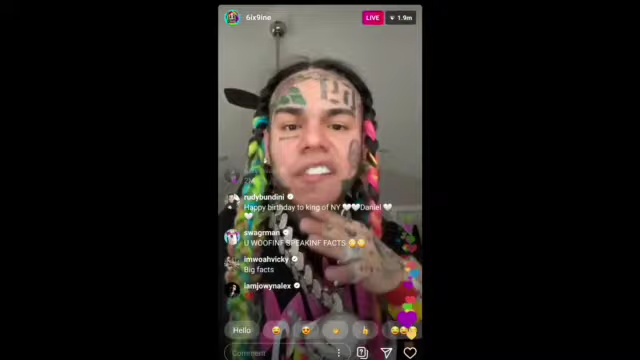 6ix9ine
LIVE
1.9m
rudybundini
Happy birthday to king of NY 🤍🤍Daniel 🤍
🤍
swagrman
U WOOFINF SPEAKINF FACTS 😳😳
imwoahvicky
Big facts
iamjowynalex
Hello
Comment